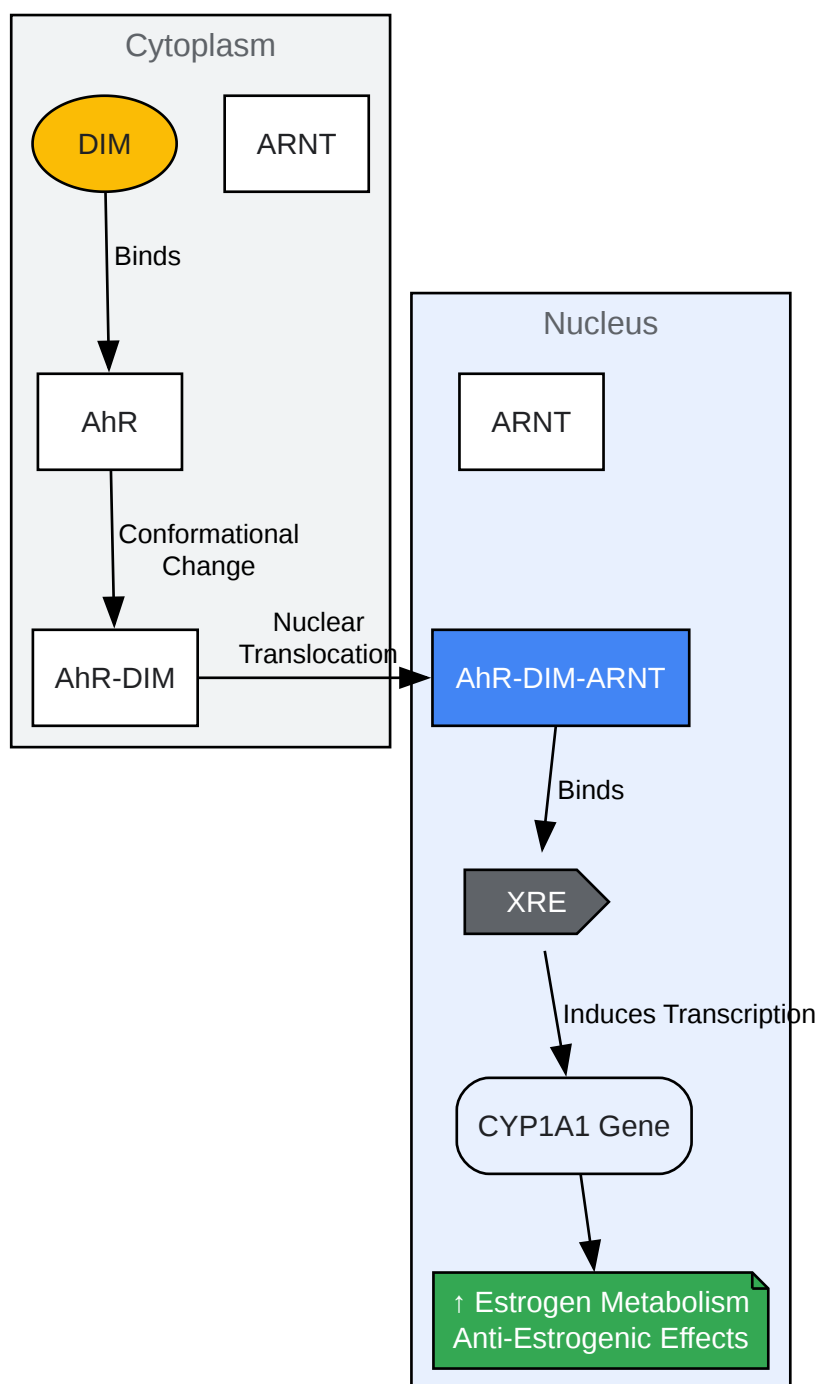 Cytoplasm
DIM
ARNT
Binds
Nucleus
AhR
ARNT
Conformational
Change
Nuclear
Translocation
AhR-DIM
AhR-DIM-ARNT
Binds
XRE
Induces Transcription
CYP1A1 Gene
↑ Estrogen Metabolism
Anti-Estrogenic Effects